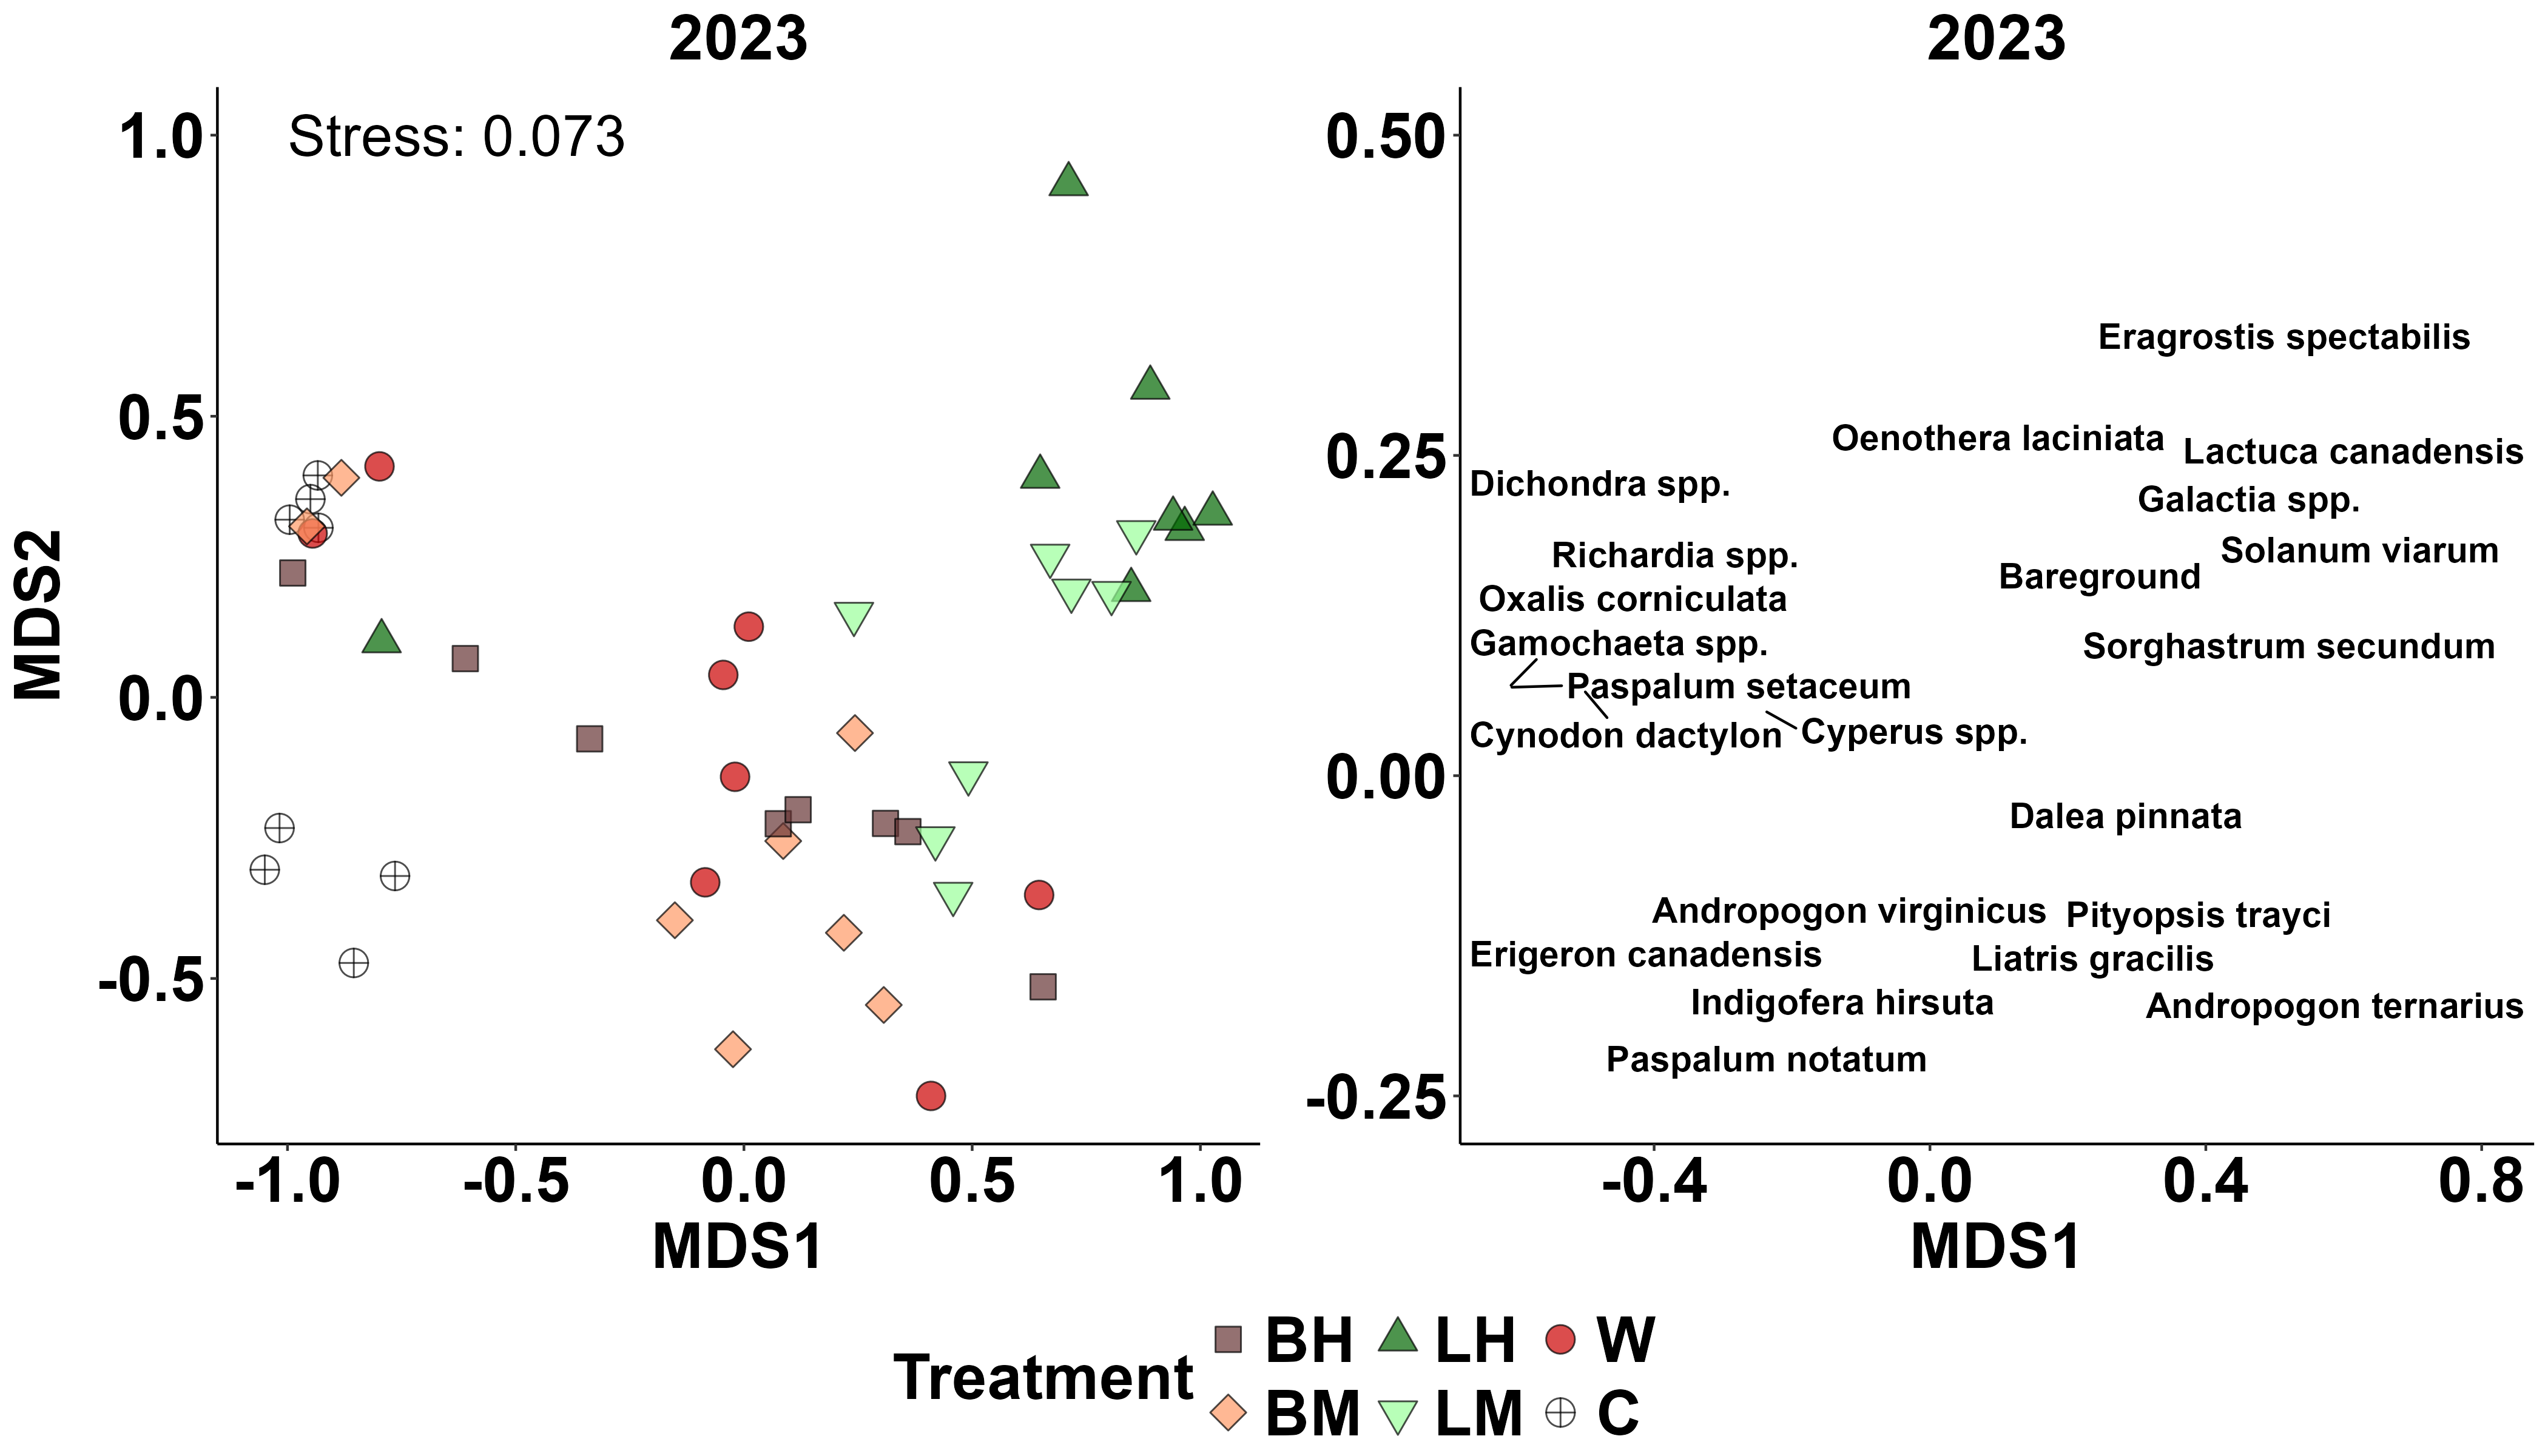 2023
2023
Stress: 0.073
MDS2
1.0
0.5
0.0
-0.5
-1.0 -0.5 0.0 0.5 1.0
MDS1
0.50
0.25
0.00
-0.25
Eragrostis spectabilis
Oenothera laciniata
Lactuca canadensis
Dichondra spp.
Galactia spp.
Richardia spp.
Solanum viarum
Bareground
Oxalis corniculata
Gamochaeta spp.
Sorghastrum secundum
Paspalum setaceum
Cynodon dactylon
Cyperus spp.
Dalea pinnata
Andropogon virginicus
Pityopsis trayci
Erigeron canadensis
Liatris gracilis
Indigofera hirsuta
Andropogon ternarius
Paspalum notatum
-0.4 0.0 0.4 0.8
MDS1
Treatment
BH LH W
BM LM C